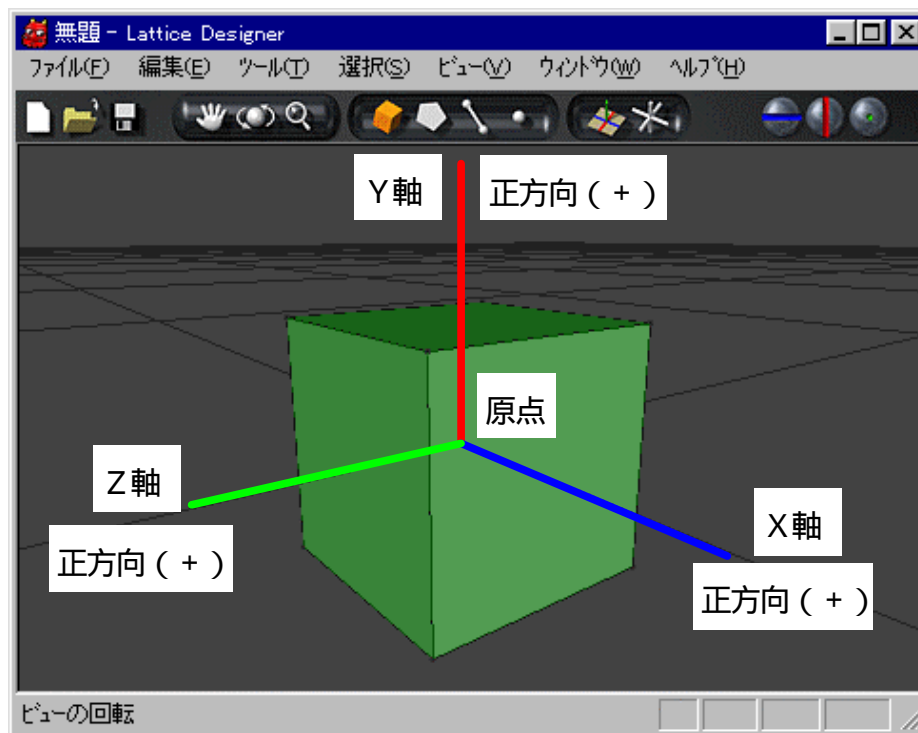 無題 - Lattice Designer
ファイル(F) 編集(E) ツール(T) 選択(S) ビュー(V) ウィンドウ(W) ヘルプ(H)
Y軸 正方向(+)
原点
Z軸
正方向(+)
X軸
正方向(+)
ビューの回転